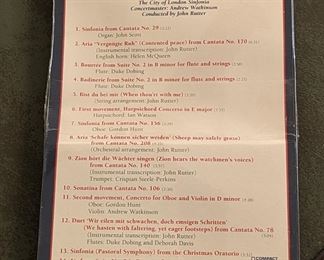 The City of London Sinfonia
Concertmaster: Andrew Watkinson
Conducted by John Rutter
1. Sinfonia from Cantata No. 29
Organ: John Scott
2. Aria "Vergnügte Ruh" (Contented peace) from Cantata No. 170
(Instrumental transcription: John Rutter)
English horn: Helen McQueen
3. Bourrée from Suite No. 2 in B minor for flute and strings
Flute: Duke Dobing
4. Badinerie from Suite No. 2 in B minor for flute and strings
Flute: Duke Dobing
5. Bist du bei mir (When thou'rt with me)
(String arrangement: John Rutter)
6. First movement, Harpsichord Concerto in E major
Harpsichord: Ian Watson
7. Sinfonia from Cantata No. 156
Oboe: Gordon Hunt
8. Aria 'Schafe können sicher weiden' (Sheep may safely graze)
from Cantata No. 208
(Orchestral arrangement: John Rutter)
9. Zion hört die Wächter singen (Zion hears the watchmen's voices)
from Cantata No. 140
(Instrumental transcription: John Rutter)
Trumpet: Crispian Steele-Perkins
10. Sonatina from Cantata No. 106
11. Second movement, Concerto for Oboe and Violin in D minor
Oboe: Gordon Hunt
Violin: Andrew Watkinson
12. Duet 'Wir eilen mit schwachen, doch emsigen Schritten'
(We hasten with faltering, yet eager footsteps) from Cantata No. 78
Flutes: Duke Dobing and Deborah Davis
13. Sinfonia (Pastoral Symphony) from the Christmas Oratorio
COMPACT